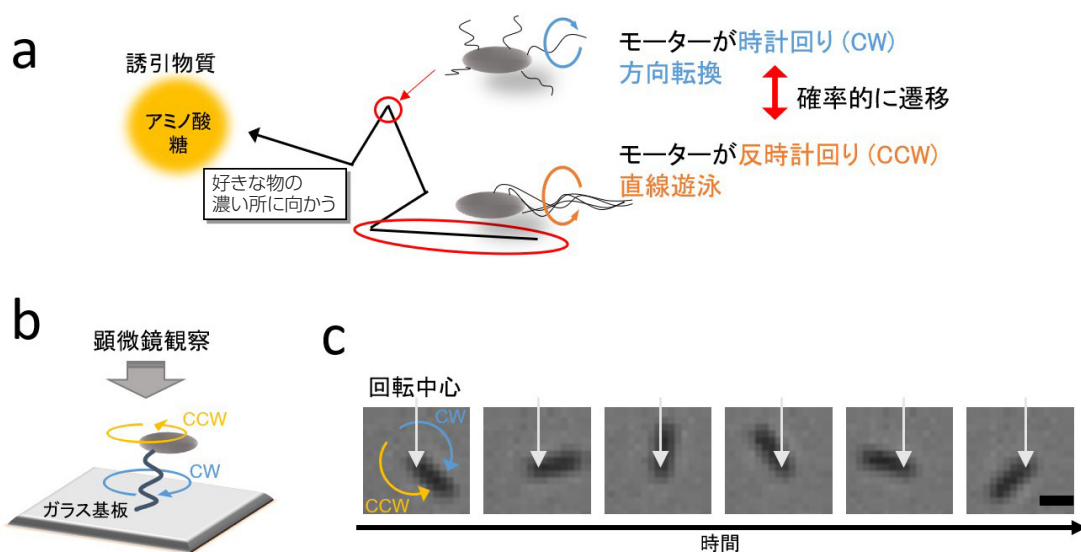 a
誘引物質
アミノ酸
糖
好きな物の
濃い所に向かう
モーターが時計回り (CW)
方向転換
確率的に遷移
モーターが反時計回り (CCW)
直線遊泳
b
顕微鏡観察
CCW
CW
ガラス基板
c
回転中心
CW
CCW
時間